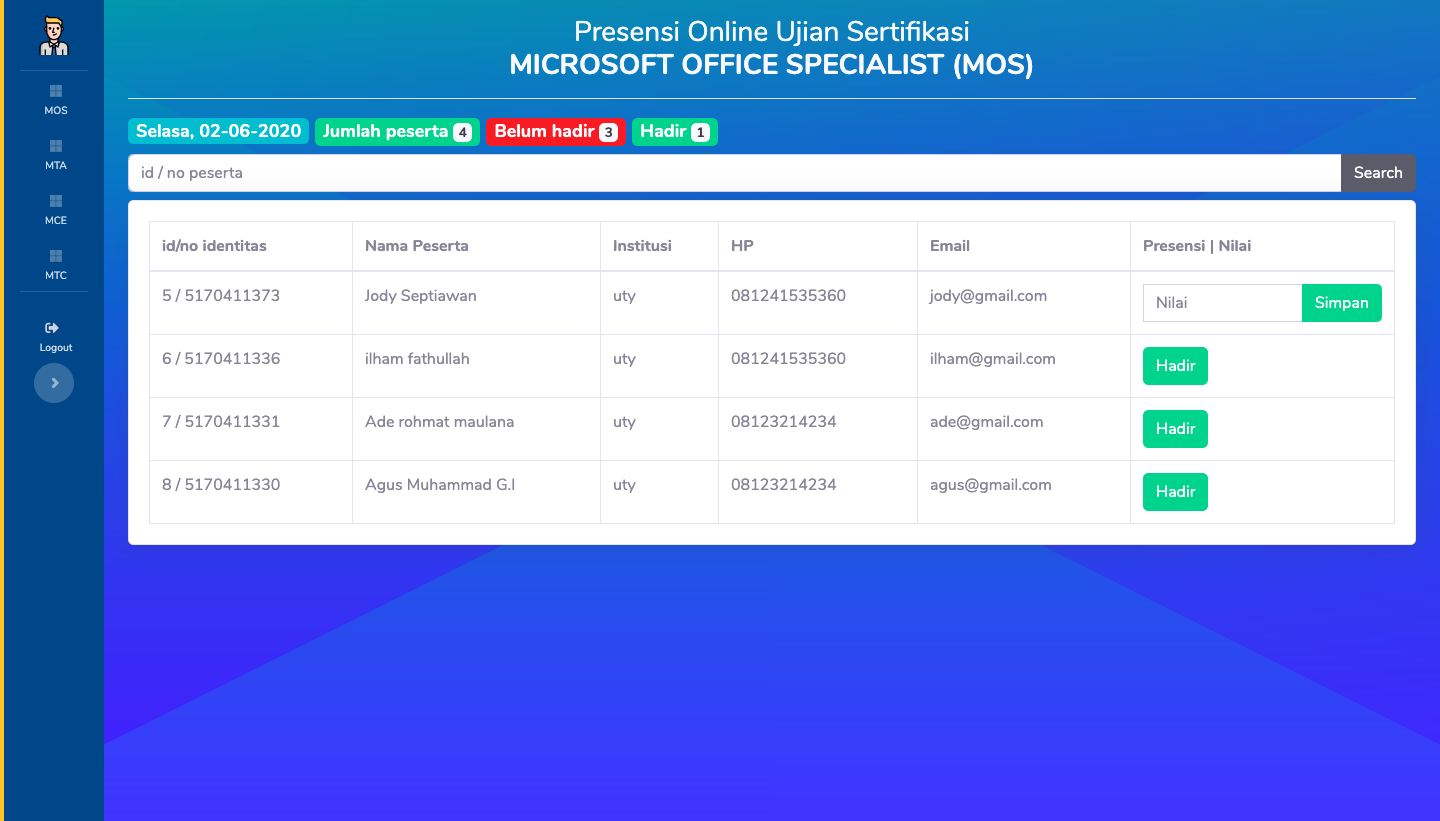 Presensi Online Ujian Sertifikasi
MICROSOFT OFFICE SPECIALIST (MOS)
MOS
MTA
MCE
MTC
Logout
Selasa, 02-06-2020 Jumlah peserta 4 Belum hadir 3 Hadir 1
id / no peserta Search
id/no identitas Nama Peserta Institusi HP Email Presensi | Nilai
5 / 5170411373 Jody Septiawan uty 081241535360 jody@gmail.com Nilai Simpan
6 / 5170411336 ilham fathullah uty 081241535360 ilham@gmail.com Hadir
7 / 5170411331 Ade rohmat maulana uty 08123214234 ade@gmail.com Hadir
8 / 5170411330 Agus Muhammad G.I uty 08123214234 agus@gmail.com Hadir